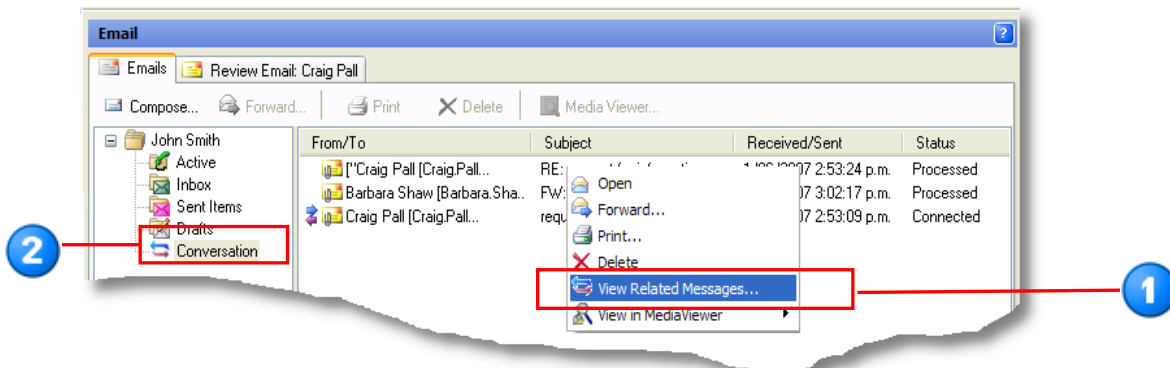 Email
Emails Review Email: Craig Pall
Compose... Forward... Print Delete Media Viewer...
John Smith
Active
Inbox
Sent Items
Drafts
Conversation
From/To Subject Received/Sent Status
["Craig Pall [Craig.Pall... RE: 2:53:24 p.m. Processed
Barbara Shaw [Barbara.Sha.. FW: 07 3:02:17 p.m. Processed
Craig Pall [Craig.Pall... requ 07 2:53:09 p.m. Connected
Open
Forward...
Print...
Delete
View Related Messages...
View in MediaViewer
2
1